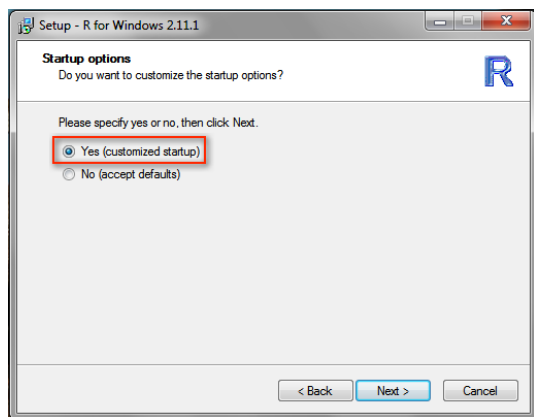 Setup - R for Windows 2.11.1
Startup options
Do you want to customize the startup options?
R
Please specify yes or no, then click Next.
Yes (customized startup)
No (accept defaults)
< Back
Next >
Cancel